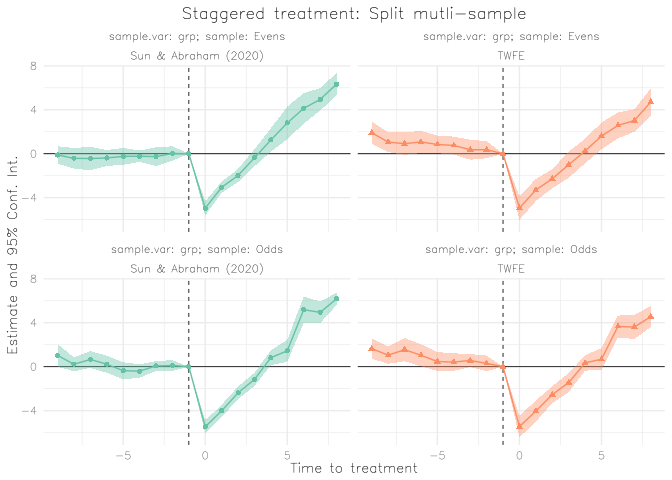 Staggered treatment: Split mutli-sample
sample.var: grp; sample: Evens
Sun & Abraham (2020)
sample.var: grp; sample: Evens
TWFE
8
4
0
-4
sample.var: grp; sample: Odds
Sun & Abraham (2020)
sample.var: grp; sample: Odds
TWFE
8
4
0
-4
-5
0
5
-5
0
5
Time to treatment
Estimate and 95% Conf. Int.